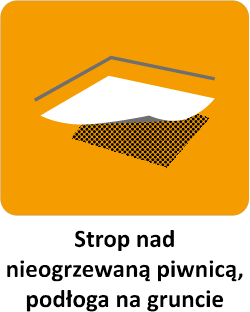 Strop nad
nieogrzewaną piwnicą,
podłoga na gruncie